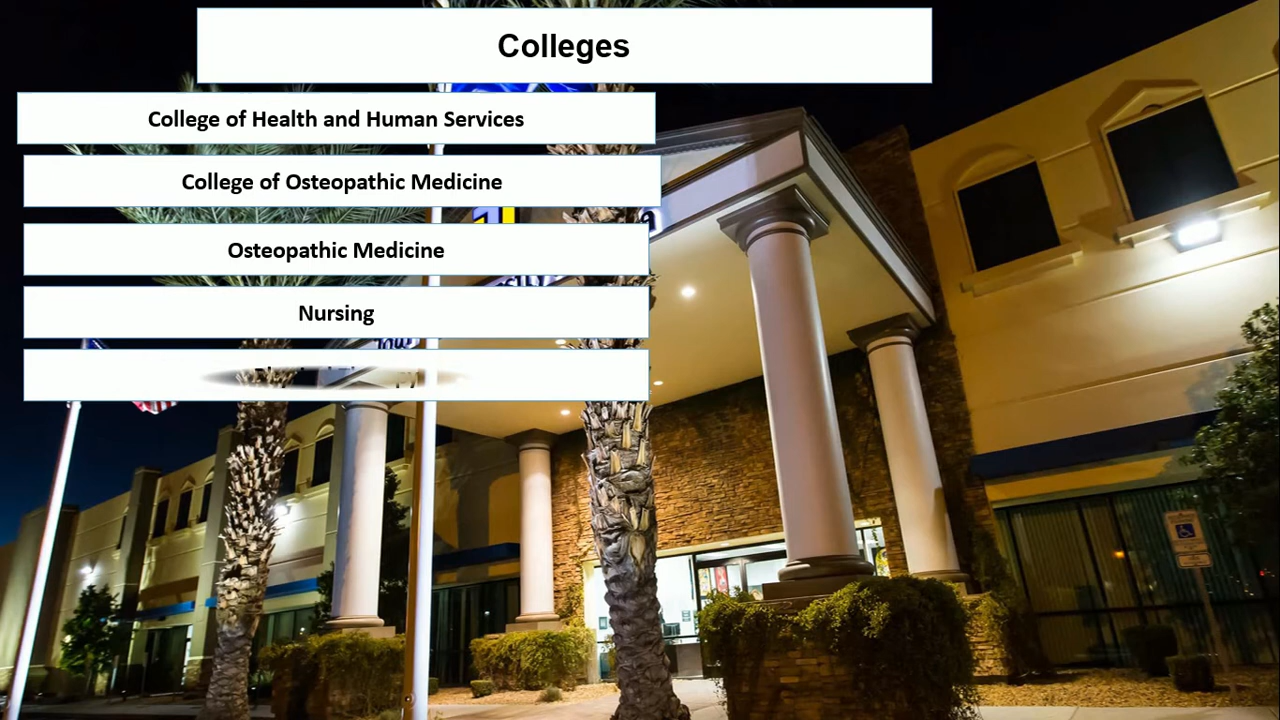 Colleges
College of Health and Human Services
College of Osteopathic Medicine
Osteopathic Medicine
Nursing